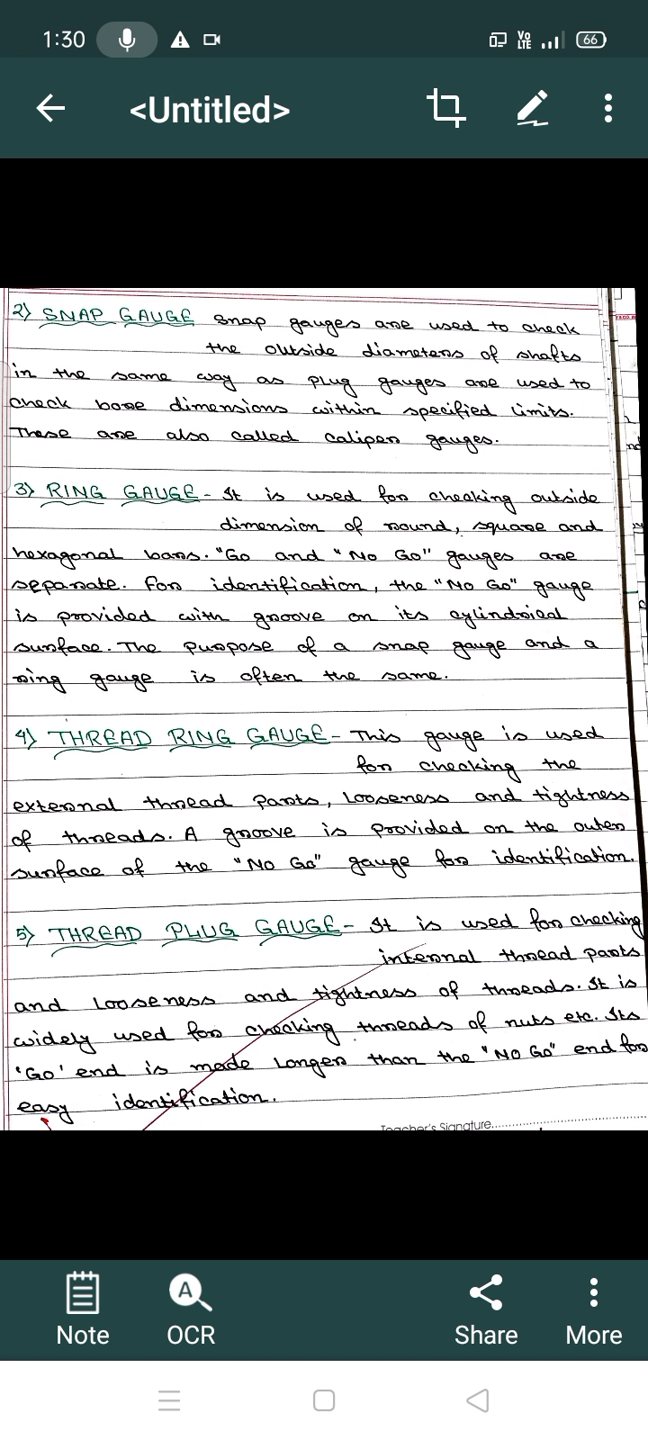 1:30
Vo LTE
66
<Untitled>
2) SNAP GAUGE Snap gauges are used to check
the outside diameters of shafts
in the same way as plug gauges are used to
check bore dimensions within specified limits.
These are also called caliper gauges.
3) RING GAUGE - It is used for checking outside
dimension of round, square and
hexagonal bars. "Go and "No Go" gauges are
separate. For identification, the "No Go" gauge
is provided with groove on its cylindrical
surface. The purpose of a snap gauge and a
ring gauge is often the same.
4) THREAD RING GAUGE - This gauge is used
for checking the
external thread parts, looseness and tightness
of threads. A groove is provided on the outer
surface of the "No Go" gauge for identification.
5) THREAD PLUG GAUGE - It is used for checking
internal thread parts
and looseness and tightness of threads. It is
widely used for checking threads of nuts etc. Its
'Go' end is made longer than the "No Go" end for
easy identification.
Teacher's Signature
Note
OCR
Share
More